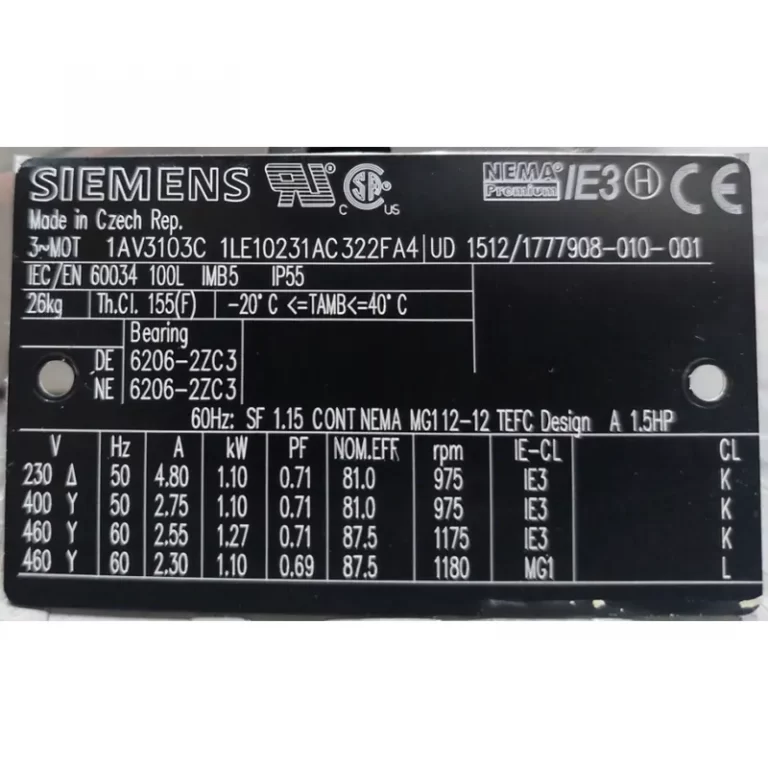 SIEMENS UR C SA US NEMA Premium IE3 H CE
Made in Czech Rep.
3~MOT 1AV3103C 1LE10231AC322FA4 UD 1512/1777908-010-001
IEC/EN 60034 100L IMB5 IP55
26kg Th.Cl. 155(F) -20°C <=TAMB<=40°C
Bearing
DE 6206-2ZC3
NE 6206-2ZC3
60Hz: SF 1.15 CONT NEMA MG112-12 TEFC Design A 1.5HP
V Hz A kW PF NOM.EFF rpm IE-CL CL
230 Δ 50 4.80 1.10 0.71 81.0 975 IE3 K
400 Y 50 2.75 1.10 0.71 81.0 975 IE3 K
460 Y 60 2.55 1.27 0.71 87.5 1175 IE3 K
460 Y 60 2.30 1.10 0.69 87.5 1180 MG1 L